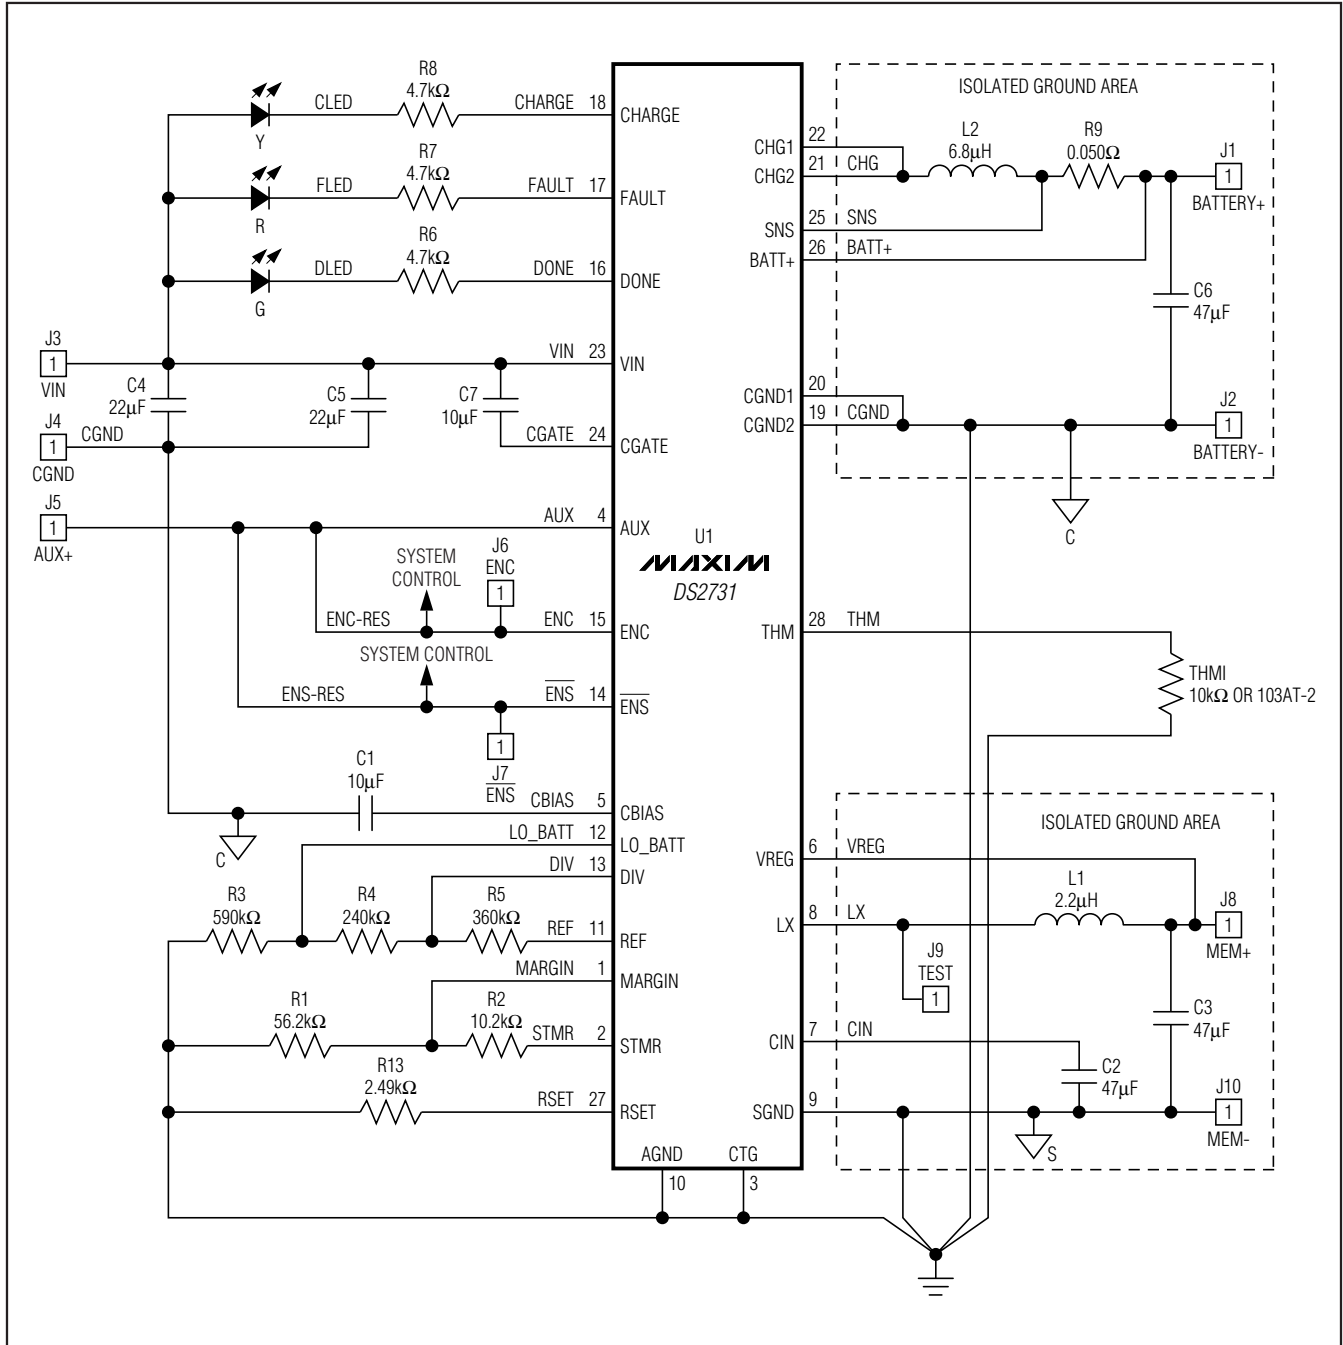 R8
4.7kΩ
CLED
CHARGE 18
CHARGE
Y
R7
4.7kΩ
FLED
FAULT 17
FAULT
R
R6
4.7kΩ
DLED
DONE 16
DONE
G
J3
1
VIN
VIN 23
VIN
C4
22µF
C5
22µF
C7
10µF
J4
1
CGND
CGND
CGATE 24
CGATE
J5
1
AUX+
AUX 4
AUX
SYSTEM
CONTROL
J6
ENC
1
ENC-RES
ENC 15
ENC
SYSTEM CONTROL
ENS-RES
ENS 14
ENS
1
J7
ENS
C1
10µF
CBIAS 5
CBIAS
C
LO_BATT 12
LO_BATT
DIV 13
DIV
R3
590kΩ
R4
240kΩ
R5
360kΩ
REF 11
REF
MARGIN 1
MARGIN
R1
56.2kΩ
R2
10.2kΩ
STMR 2
STMR
R13
2.49kΩ
RSET 27
RSET
AGND
10
CTG
3
U1
MAXIM
DS2731
ISOLATED GROUND AREA
CHG1
22
CHG2
21 CHG
L2
6.8µH
R9
0.050Ω
J1
1
BATTERY+
SNS
25 SNS
BATT+
26 BATT+
C6
47µF
CGND1
20
CGND2
19 CGND
J2
1
BATTERY-
C
THM
28 THM
THMI
10kΩ OR 103AT-2
ISOLATED GROUND AREA
VREG
6 VREG
L1
2.2µH
LX
8 LX
J8
1
MEM+
J9
TEST
1
C3
47µF
CIN
7 CIN
C2
47µF
SGND
9
J10
1
MEM-
S